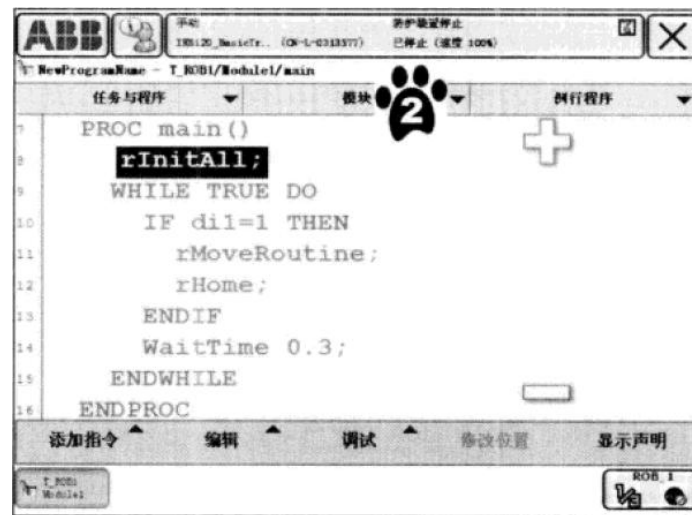 ABB
手动
防护装置停止
已停止 (速度 100%)
NewProgramName - T_ROB1/Module1/main
任务与程序
模块
例行程序
2
7 PROC main()
8 rInitAll;
9 WHILE TRUE DO
10 IF di1=1 THEN
11 rMoveRoutine;
12 rHome;
13 ENDIF
14 WaitTime 0.3;
15 ENDWHILE
16 ENDPROC
添加指令
编辑
调试
修改位置
显示声明
T_ROB1
Module1
ROB_1